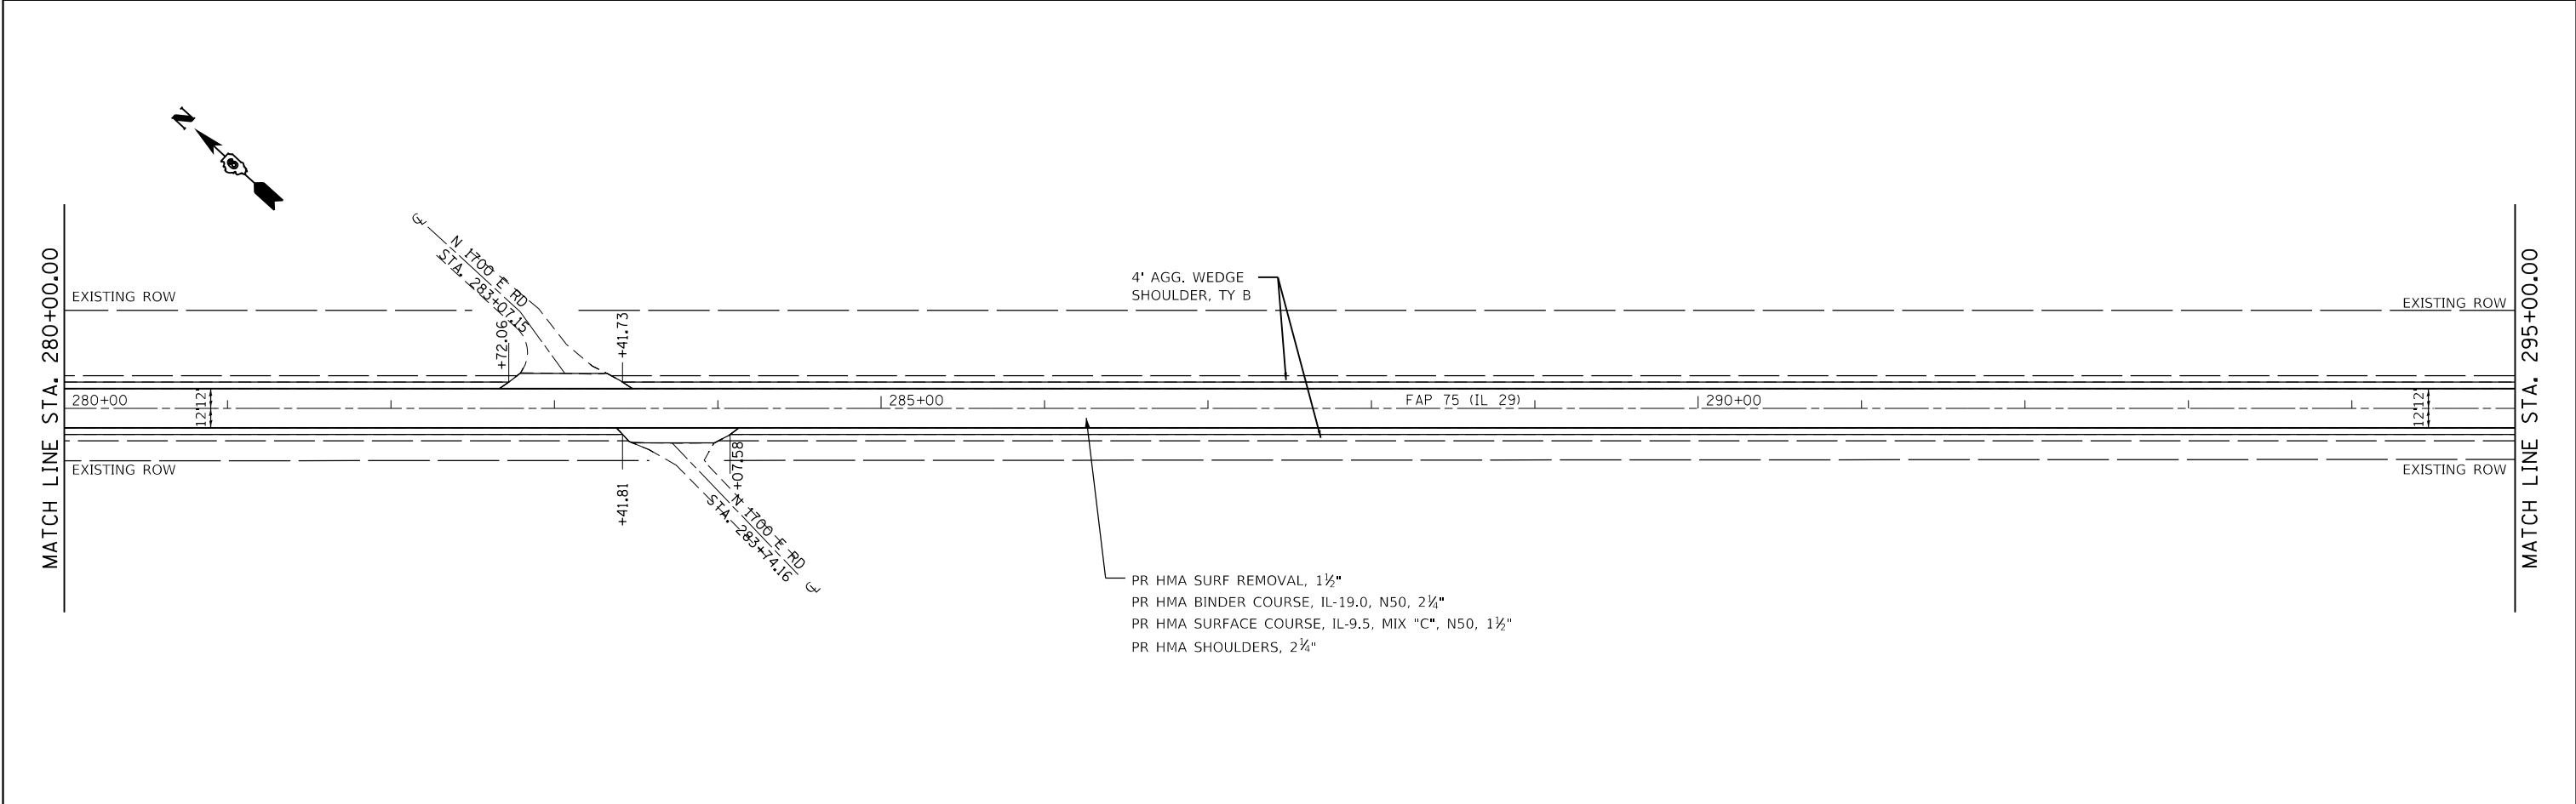 N
MATCH LINE STA. 280+00.00
EXISTING ROW
N 1700 E RD
STA. 283+07.15
+72.06
+41.73
4' AGG. WEDGE
SHOULDER, TY B
EXISTING ROW
MATCH LINE STA. 295+00.00
280+00
12'
12'
285+00
FAP 75 (IL 29)
290+00
12'
12'
EXISTING ROW
+41.81
+07.58
N 1700 E RD
STA. 283+74.16
EXISTING ROW
PR HMA SURF REMOVAL, 1½"
PR HMA BINDER COURSE, IL-19.0, N50, 2¼"
PR HMA SURFACE COURSE, IL-9.5, MIX "C", N50, 1½"
PR HMA SHOULDERS, 2¼"